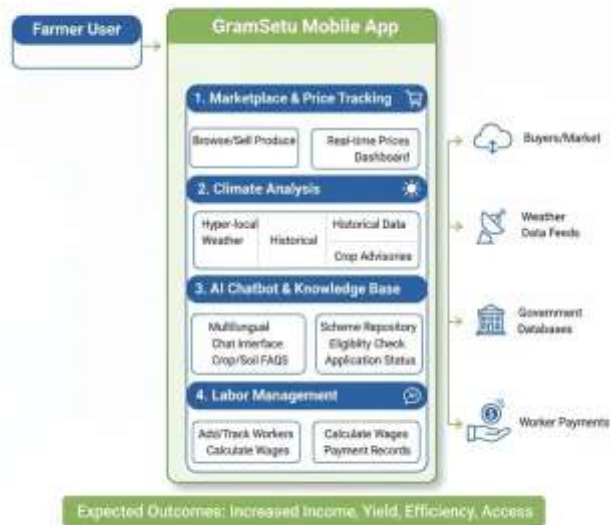 Farmer User
GramSetu Mobile App
1. Marketplace & Price Tracking
Browse/Sell Produce
Real-time Prices
Dashboard
2. Climate Analysis
Hyper-local
Weather
Historical
Historical Data
Crop Advisories
3. AI Chatbot & Knowledge Base
Multilungual
Chat Interface
Crop/Soil FAQS
Scheme Repository
Eligiblity Check
Application Status
4. Labor Management
Add/Track Workers
Calculate Wages
Calculate Wages
Payment Records
Buyers/Market
Weather
Data Feeds
Government
Databases
Worker Payments
Expected Outcomes: Increased Income, Yield, Efficiency, Access